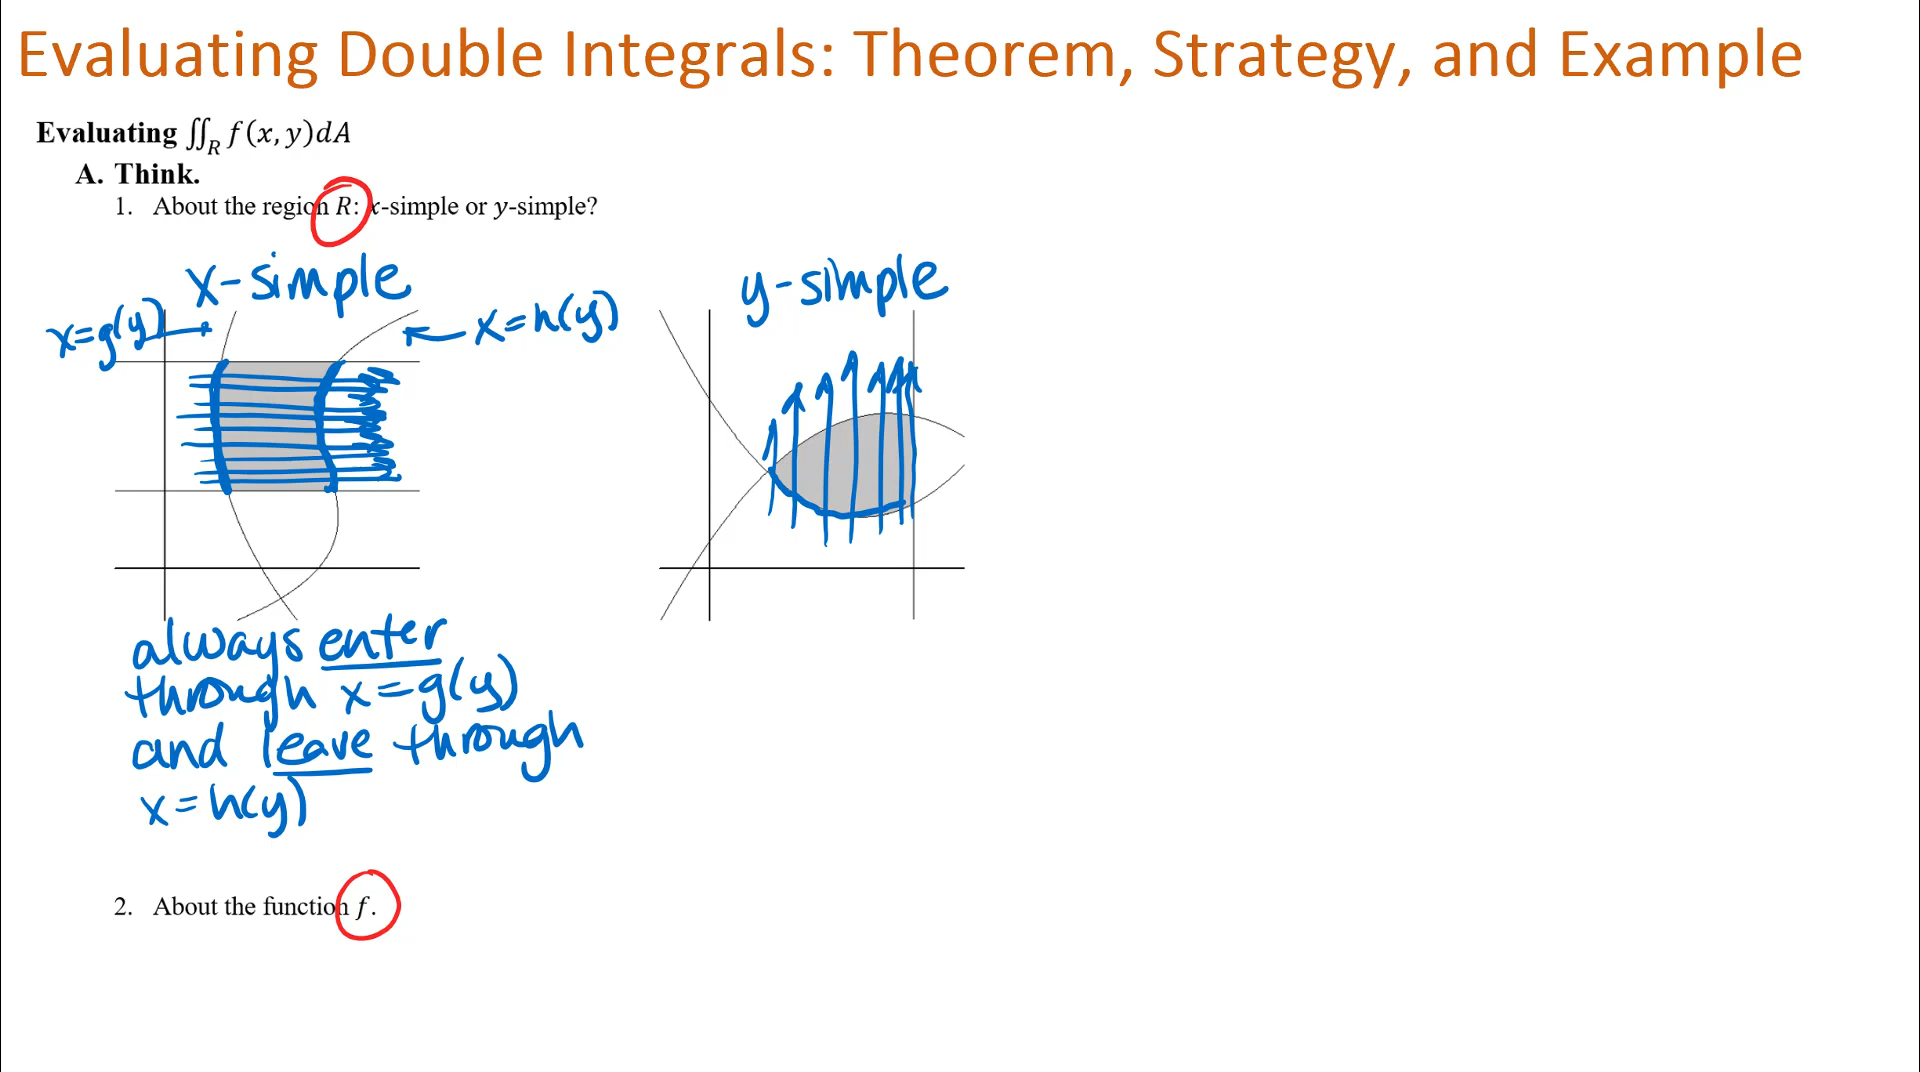 Evaluating Double Integrals: Theorem, Strategy, and Example
Evaluating ∬_R f(x, y)dA
A. Think.
1. About the region R: x-simple or y-simple?
x-simple
x=g(y)
x=h(y)
y-simple
always enter
through x=g(y)
and leave through
x=h(y)
2. About the function f.